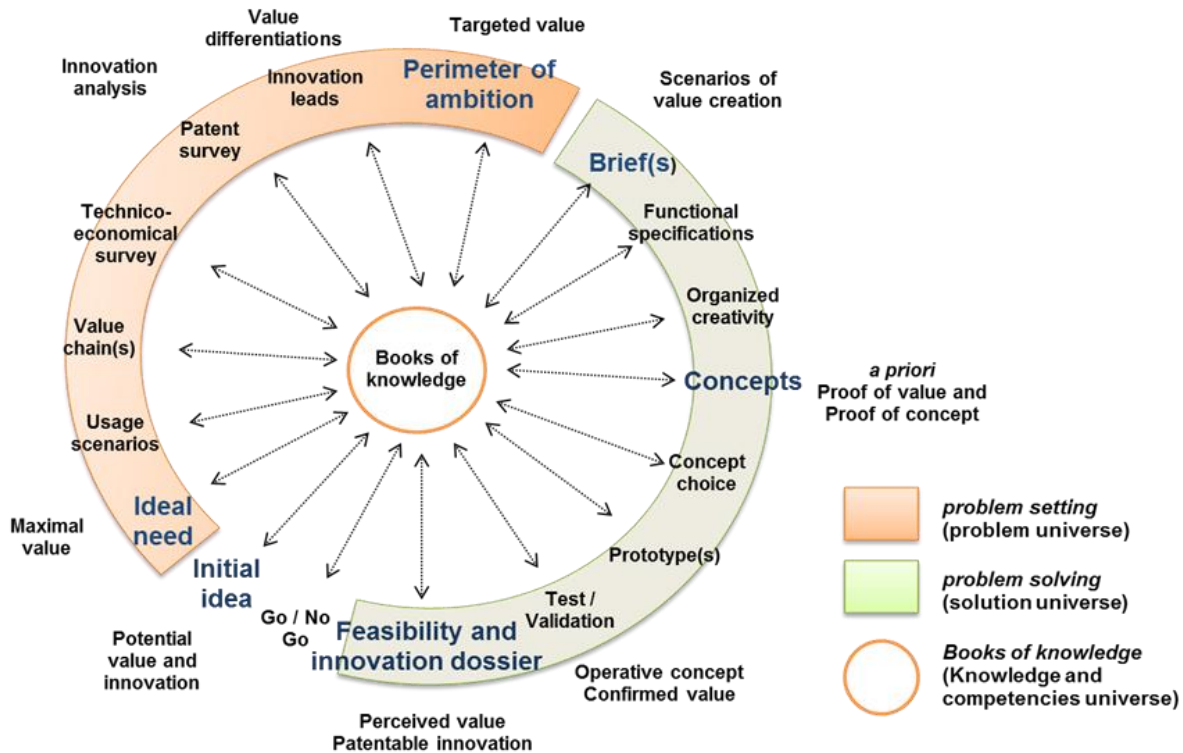 Value
differentiations
Targeted value
Innovation
analysis
Innovation
leads
Perimeter of
ambition
Scenarios of
value creation
Patent
survey
Brief(s)
Technico-
economical
survey
Functional
specifications
Organized
creativity
Value
chain(s)
Books of
knowledge
Concepts
a priori
Proof of value and
Proof of concept
Usage
scenarios
Concept
choice
Ideal
need
Maximal
value
Initial
idea
Prototype(s)
Go / No
Go
Test /
Validation
Feasibility and
innovation dossier
Potential
value and
innovation
Operative concept
Confirmed value
Perceived value
Patentable innovation
problem setting
(problem universe)
problem solving
(solution universe)
Books of knowledge
(Knowledge and
competencies universe)